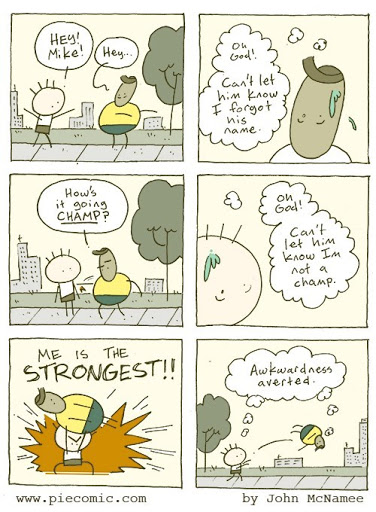 Hey!
Mike!
Hey...
Oh
God!
Can't let
him know
I forgot
his
name.
How's
it going
CHAMP?
Oh
God!
Can't
let him
know Im
not a
champ.
ME IS THE
STRONGEST!!
Awkwardness
averted.
www.piecomic.com
by John McNamee